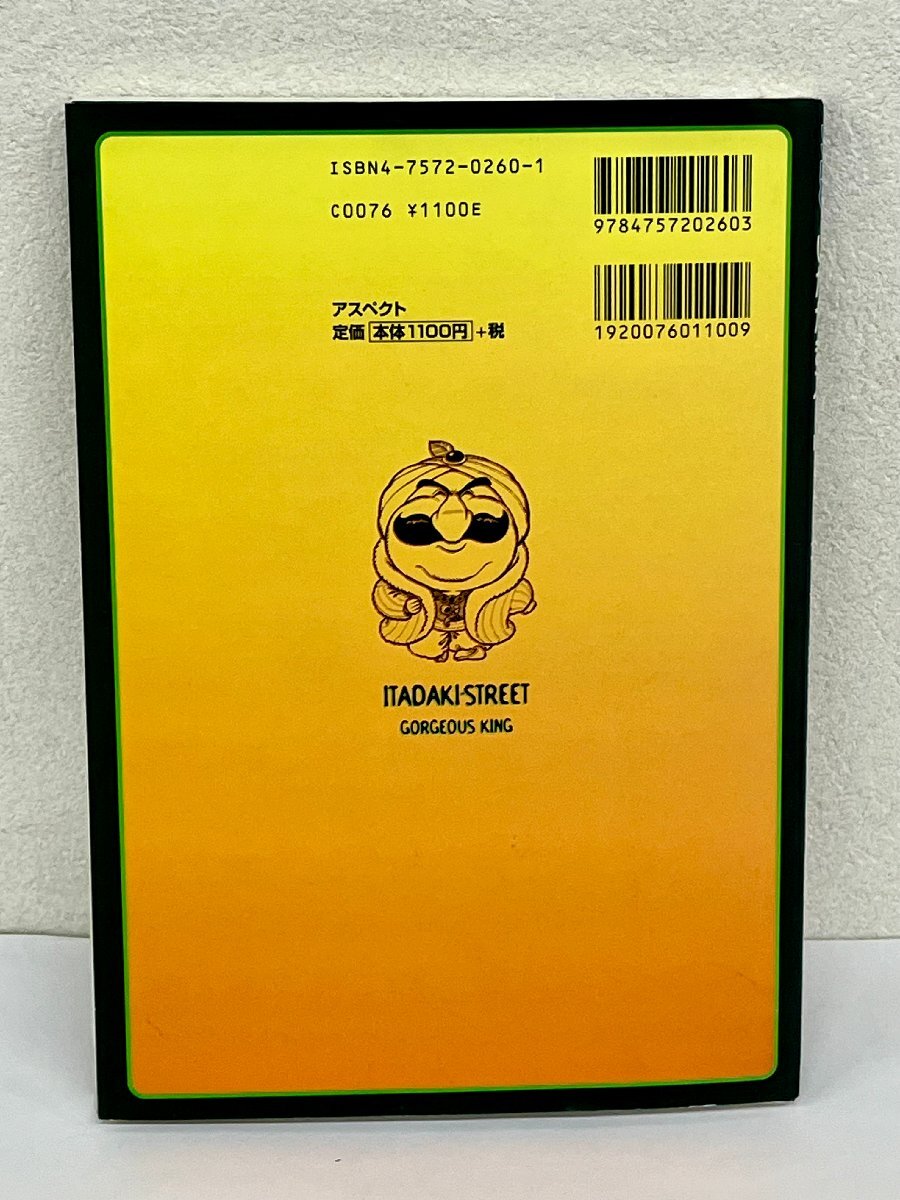 ISBN4-7572-0260-1
C0076 ¥1100E
9784757202603
アスペクト
定価 本体1100円 +税
1920076011009
ITADAKI-STREET
GORGEOUS KING